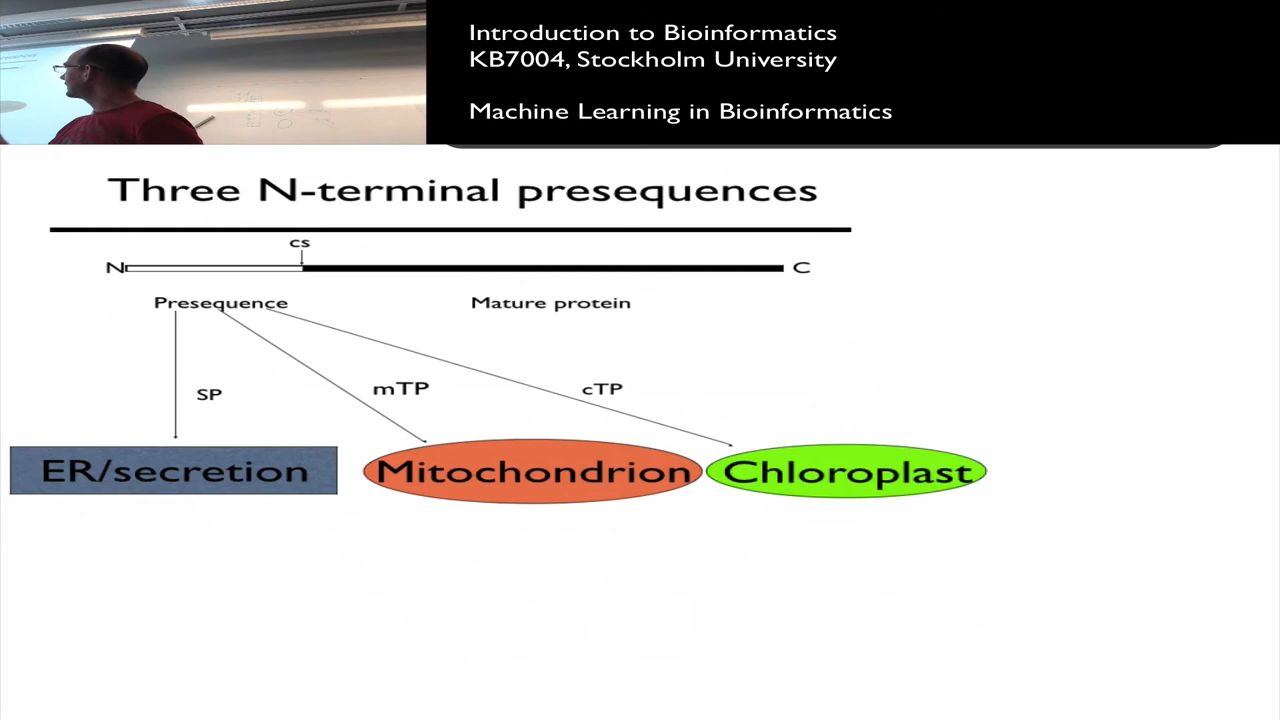 Introduction to Bioinformatics
KB7004, Stockholm University
Machine Learning in Bioinformatics
Three N-terminal presequences
cs
N
C
Presequence
Mature protein
SP
mTP
cTP
ER/secretion
Mitochondrion
Chloroplast